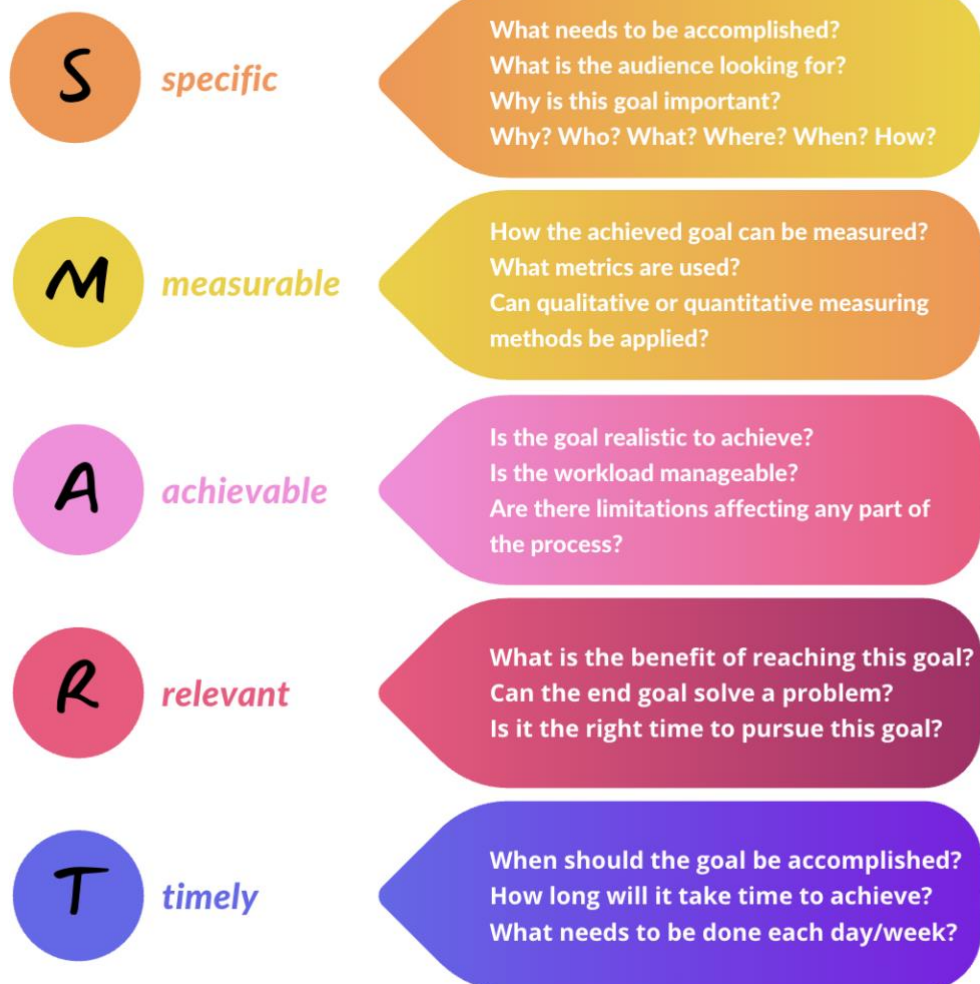 S
specific
What needs to be accomplished?
What is the audience looking for?
Why is this goal important?
Why? Who? What? Where? When? How?
M
measurable
How the achieved goal can be measured?
What metrics are used?
Can qualitative or quantitative measuring
methods be applied?
A
achievable
Is the goal realistic to achieve?
Is the workload manageable?
Are there limitations affecting any part of
the process?
R
relevant
What is the benefit of reaching this goal?
Can the end goal solve a problem?
Is it the right time to pursue this goal?
T
timely
When should the goal be accomplished?
How long will it take time to achieve?
What needs to be done each day/week?